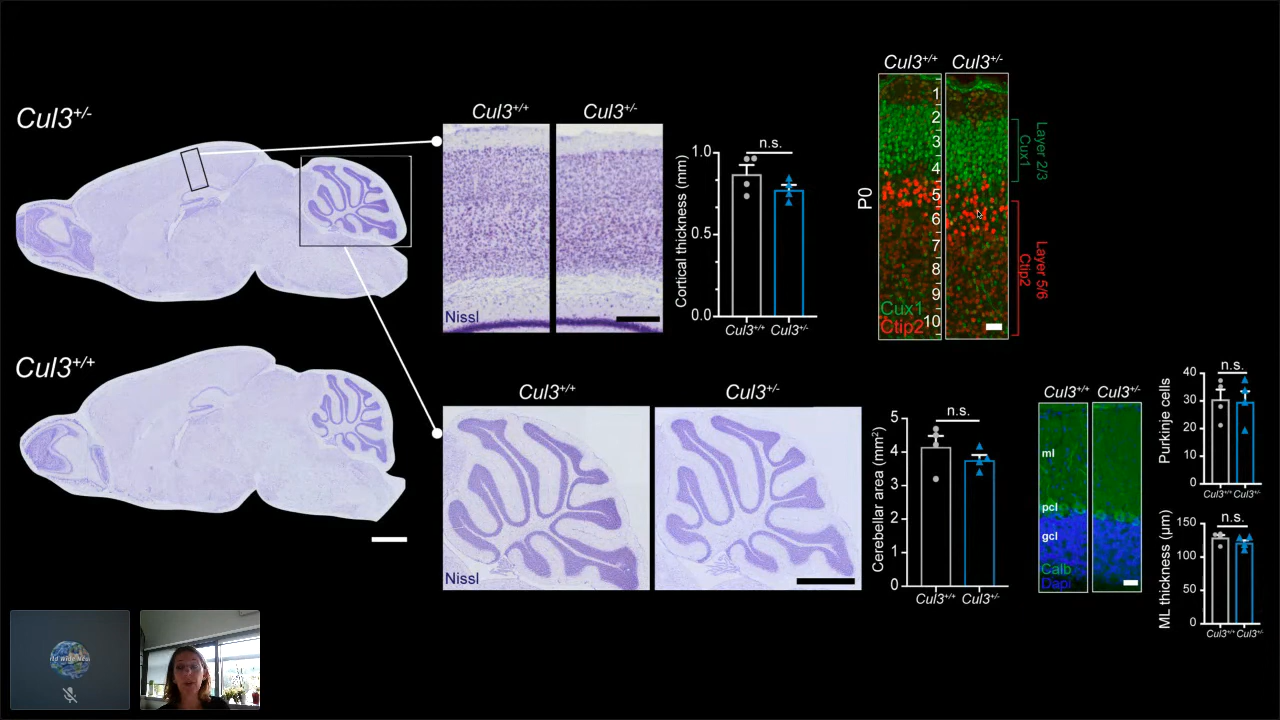 Cul3+/-
Cul3+/+
Cul3+/+
Cul3+/-
Nissl
Cortical thickness (mm)
1.0
0.5
0.0
n.s.
Cul3+/+
Cul3+/-
P0
Cul3+/+
Cul3+/-
1
2
3
4
5
6
7
8
9
10
Cux1
Ctip2
Layer 2/3
Cux1
Layer 5/6
Ctip2
Cul3+/+
Cul3+/-
Nissl
Cerebellar area (mm2)
5
4
3
2
1
0
n.s.
Cul3+/+
Cul3+/-
Cul3+/+
Cul3+/-
ml
pcl
gcl
Calb
Dapi
Purkinje cells
40
30
20
10
0
n.s.
Cul3+/+
Cul3+/-
ML thickness (µm)
150
100
50
0
n.s.
Cul3+/+
Cul3+/-